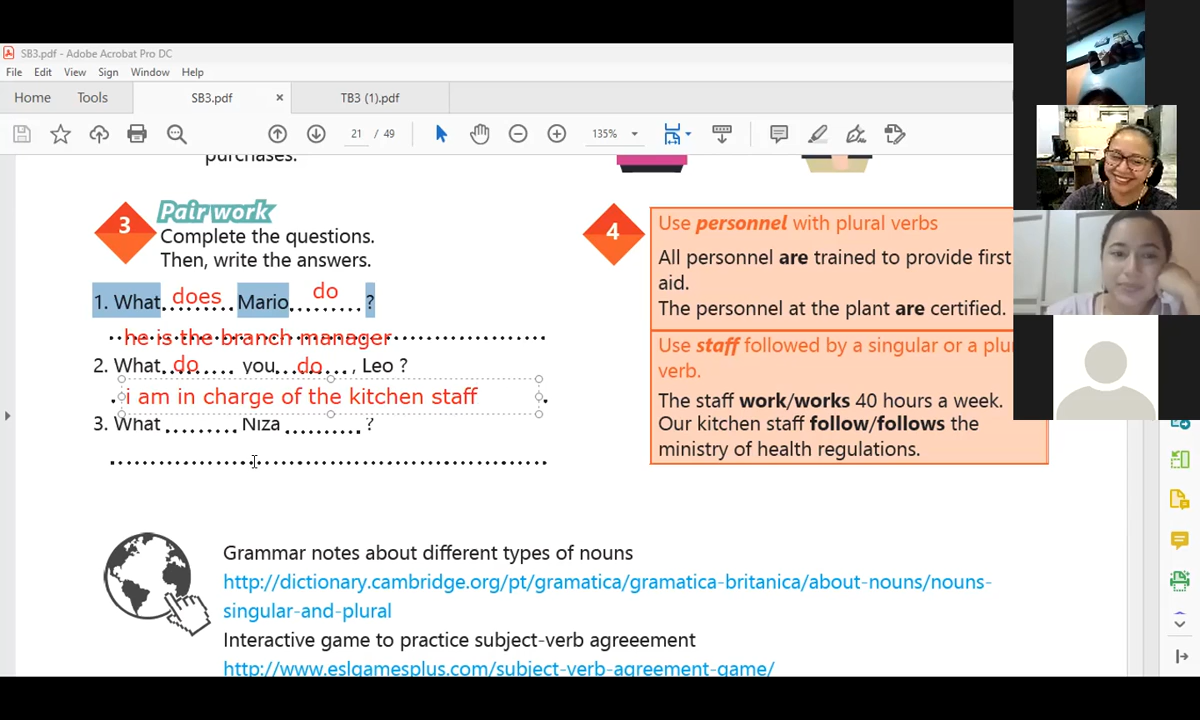 SB3.pdf - Adobe Acrobat Pro DC
File Edit View Sign Window Help
Home Tools SB3.pdf × TB3 (1).pdf
21 / 49 135%
purchases.
3 Pair work
Complete the questions.
Then, write the answers.
1. What does Mario do ?
he is the branch manager
2. What do you do , Leo ?
i am in charge of the kitchen staff
3. What ......... Niza .......... ?
4
Use personnel with plural verbs
All personnel are trained to provide first
aid.
The personnel at the plant are certified.
Use staff followed by a singular or a plu
verb.
The staff work/works 40 hours a week.
Our kitchen staff follow/follows the
ministry of health regulations.
Grammar notes about different types of nouns
http://dictionary.cambridge.org/pt/gramatica/gramatica-britanica/about-nouns/nouns-
singular-and-plural
Interactive game to practice subject-verb agreeement
http://www.eslgamesplus.com/subject-verb-agreement-game/